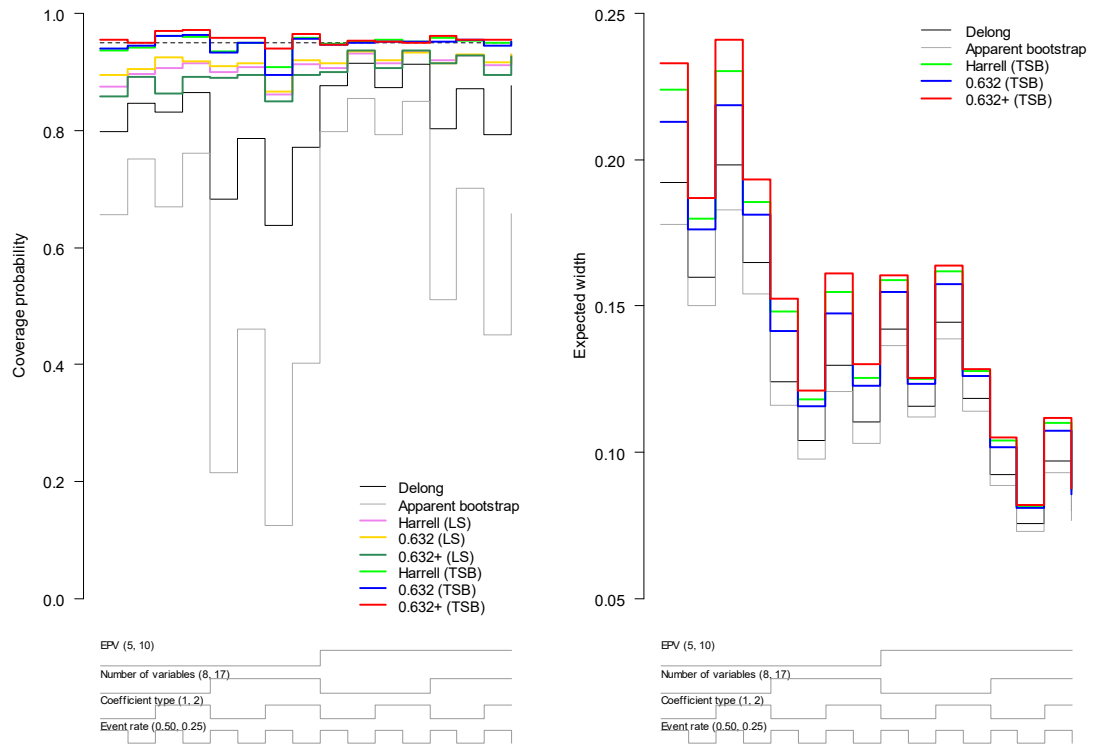 1.0
0.8
0.6
0.4
0.2
0.0
Coverage probability
Delong
Apparent bootstrap
Harrell (LS)
0.632 (LS)
0.632+ (LS)
Harrell (TSB)
0.632 (TSB)
0.632+ (TSB)
EPV (5, 10)
Number of variables (8, 17)
Coefficient type (1, 2)
Event rate (0.50, 0.25)
0.25
0.20
0.15
0.10
0.05
Expected width
Delong
Apparent bootstrap
Harrell (TSB)
0.632 (TSB)
0.632+ (TSB)
EPV (5, 10)
Number of variables (8, 17)
Coefficient type (1, 2)
Event rate (0.50, 0.25)